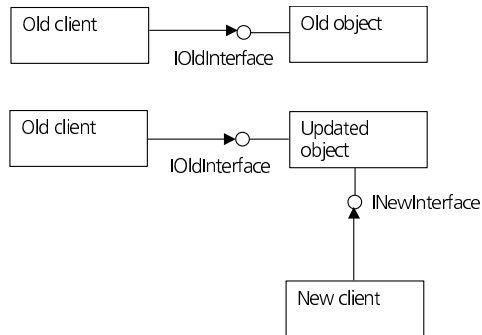 Old client
Old object
IOldInterface
Old client
Updated
object
IOldInterface
INewInterface
New client